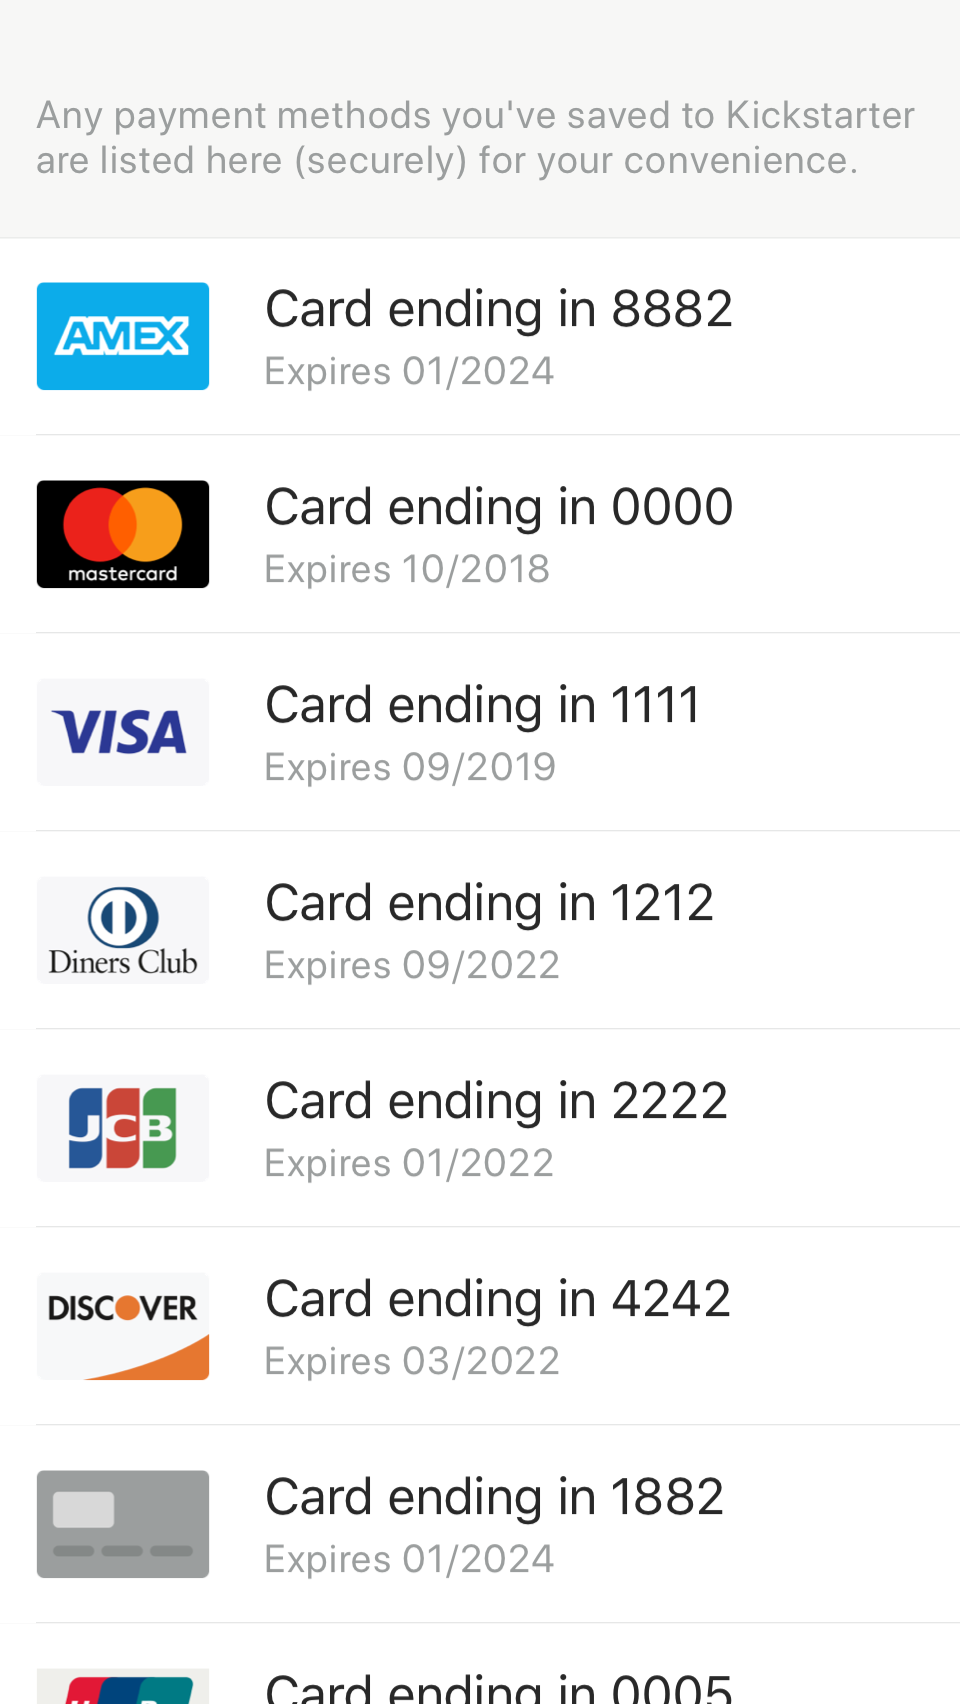 Any payment methods you've saved to Kickstarter
are listed here (securely) for your convenience.
AMEX
Card ending in 8882
Expires 01/2024
mastercard
Card ending in 0000
Expires 10/2018
VISA
Card ending in 1111
Expires 09/2019
Diners Club
Card ending in 1212
Expires 09/2022
JCB
Card ending in 2222
Expires 01/2022
DISCOVER
Card ending in 4242
Expires 03/2022
Card ending in 1882
Expires 01/2024
Card ending in 0005